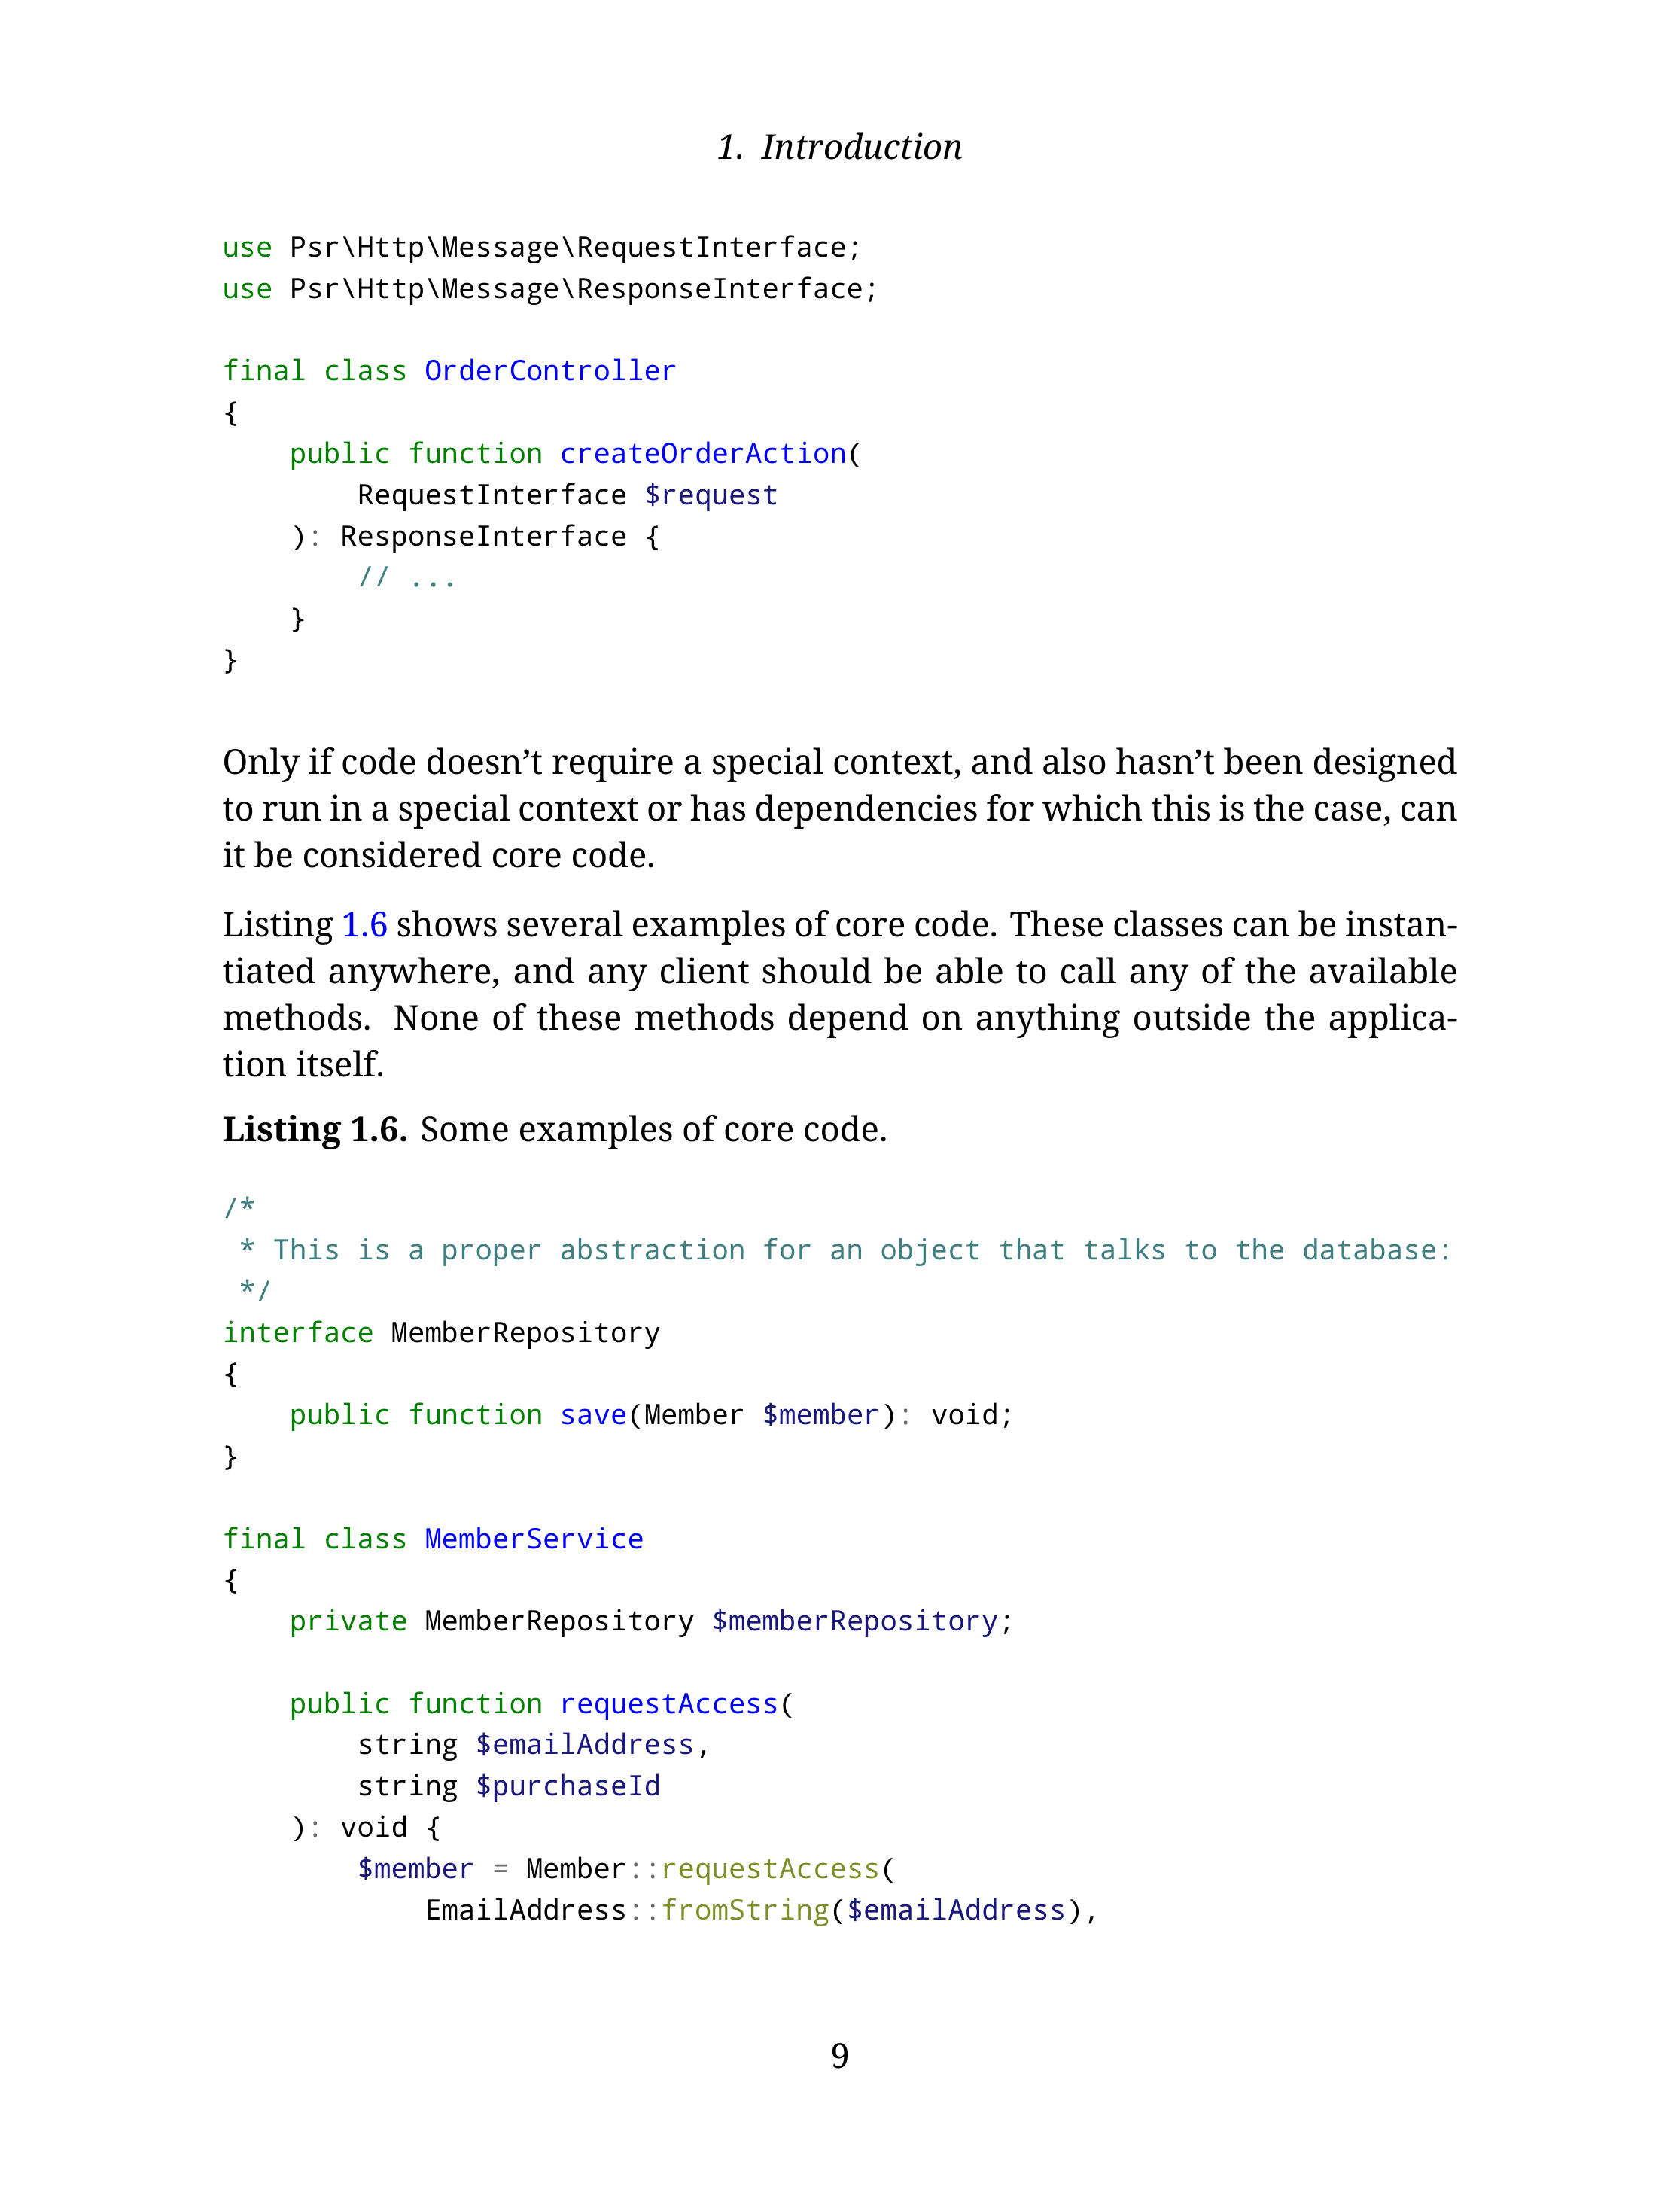 1. Introduction
use Psr\Http\Message\RequestInterface;
use Psr\Http\Message\ResponseInterface;
final class OrderController
{
    public function createOrderAction(
        RequestInterface $request
    ): ResponseInterface {
        // ...
    }
}
Only if code doesn’t require a special context, and also hasn’t been designed
to run in a special context or has dependencies for which this is the case, can
it be considered core code.
Listing 1.6 shows several examples of core code. These classes can be instan-
tiated anywhere, and any client should be able to call any of the available
methods. None of these methods depend on anything outside the applica-
tion itself.
Listing 1.6. Some examples of core code.
/*
 * This is a proper abstraction for an object that talks to the database:
 */
interface MemberRepository
{
    public function save(Member $member): void;
}
final class MemberService
{
    private MemberRepository $memberRepository;
    public function requestAccess(
        string $emailAddress,
        string $purchaseId
    ): void {
        $member = Member::requestAccess(
            EmailAddress::fromString($emailAddress),
9